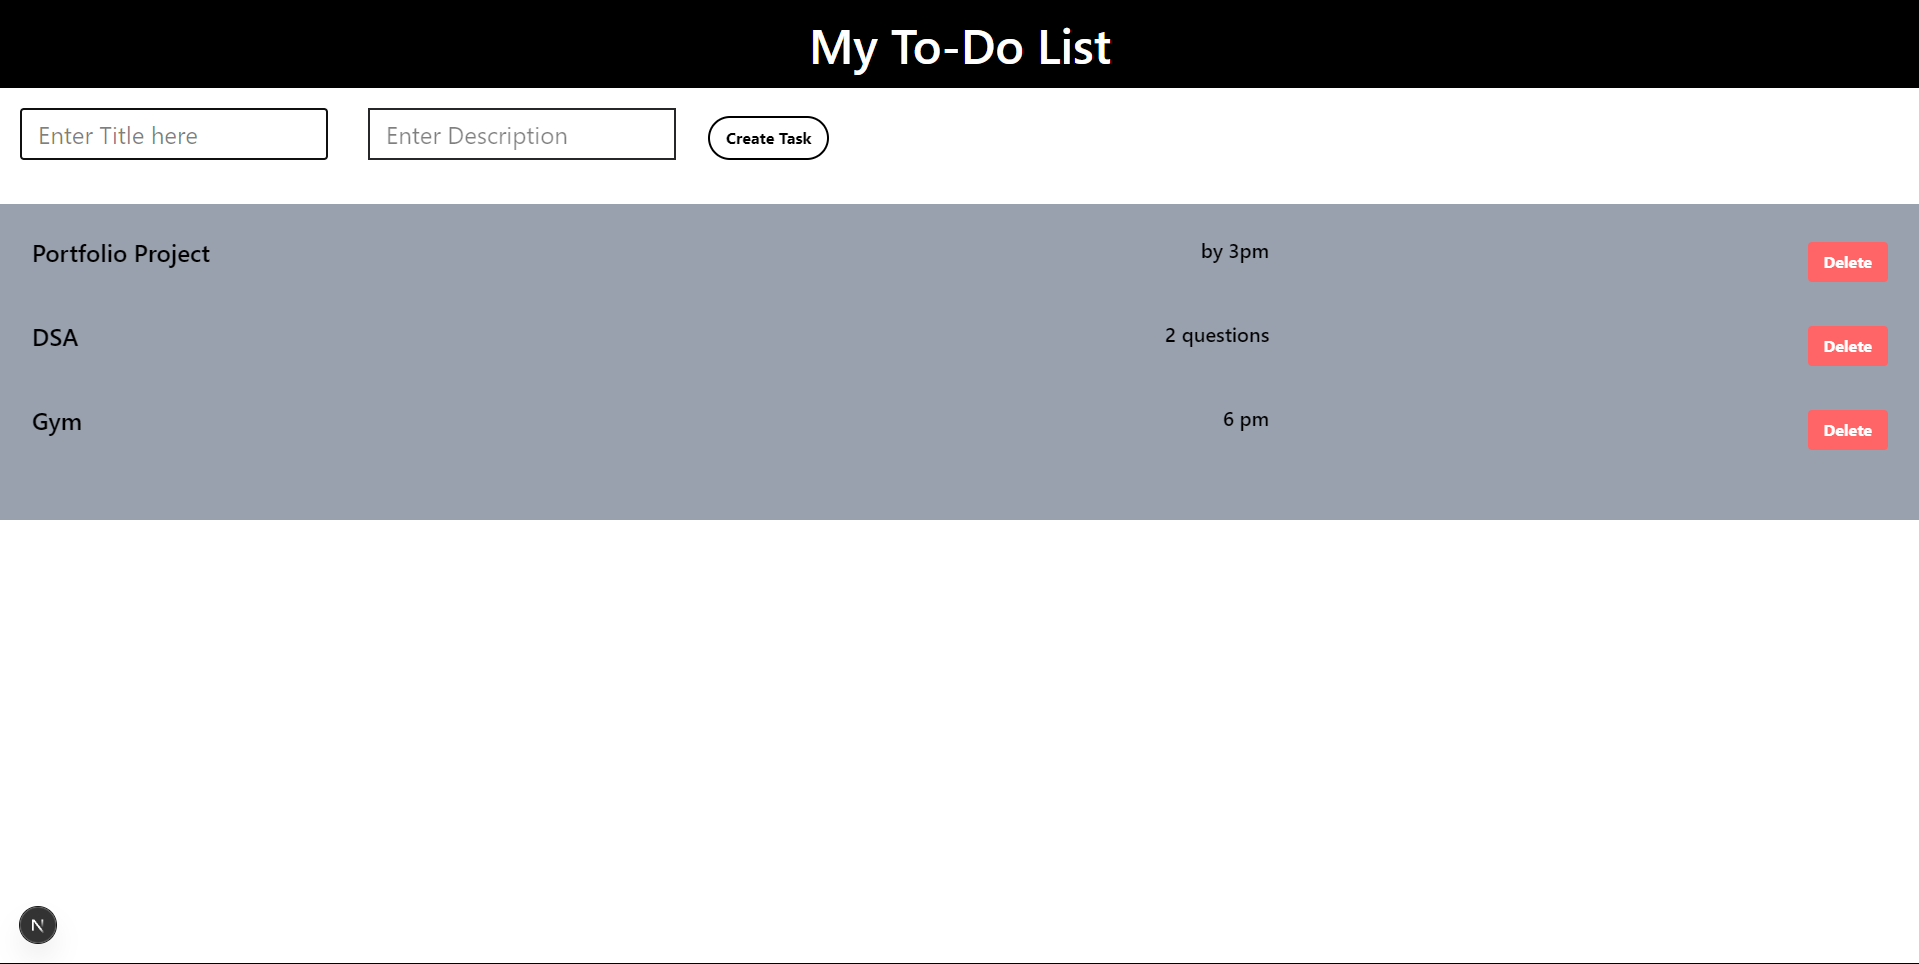 My To-Do List
Enter Title here
Enter Description
Create Task
Portfolio Project
by 3pm
Delete
DSA
2 questions
Delete
Gym
6 pm
Delete
N